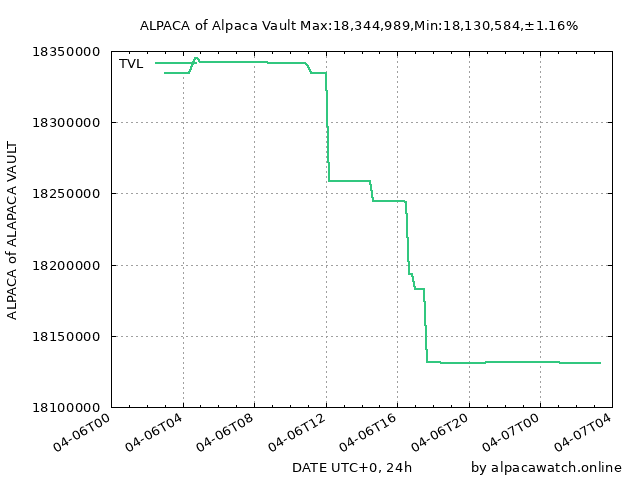 ALPACA of Alpaca Vault Max:18,344,989,Min:18,130,584,±1.16%
18350000
TVL
18300000
18250000
18200000
18150000
18100000
ALPACA of ALAPACA VAULT
04-06T00
04-06T04
04-06T08
04-06T12
04-06T16
04-06T20
04-07T00
04-07T04
DATE UTC+0, 24h
by alpacawatch.online